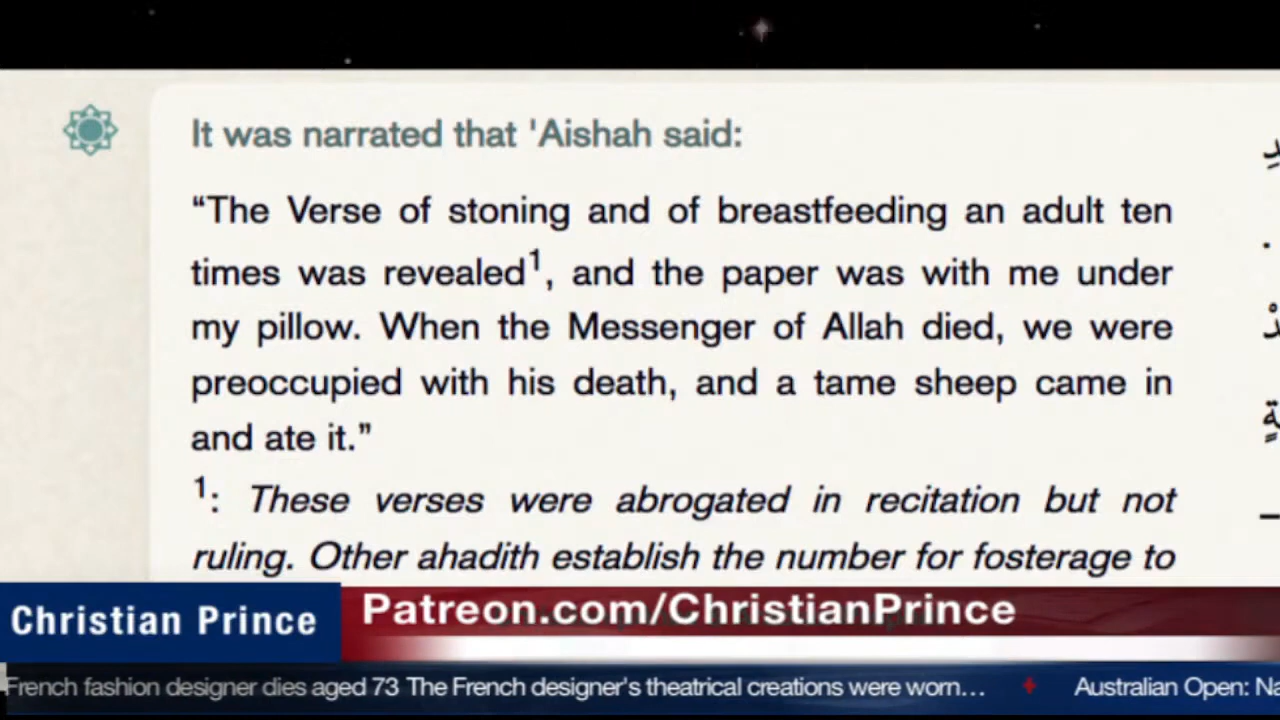 It was narrated that 'Aishah said:
“The Verse of stoning and of breastfeeding an adult ten
times was revealed¹, and the paper was with me under
my pillow. When the Messenger of Allah died, we were
preoccupied with his death, and a tame sheep came in
and ate it.”
¹: These verses were abrogated in recitation but not
ruling. Other ahadith establish the number for fosterage to
Christian Prince
Patreon.com/ChristianPrince
French fashion designer dies aged 73 The French designer's theatrical creations were worn... Australian Open: